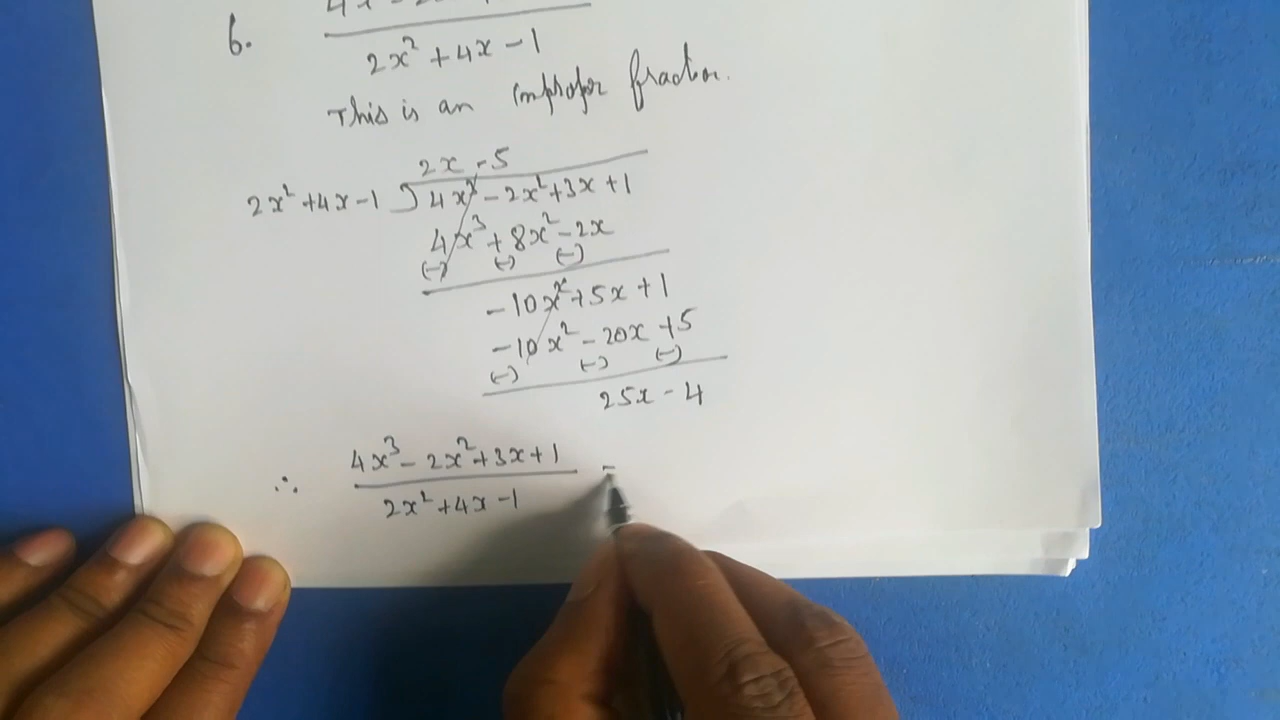 6.
2x² + 4x - 1
This is an improper fraction.
2x - 5
2x² + 4x - 1 ) 4x³ - 2x² + 3x + 1
4x³ + 8x² - 2x
(-) (-) (-)
-10x² + 5x + 1
-10x² - 20x + 5
(-) (-) (-)
25x - 4
∴ 4x³ - 2x² + 3x + 1
2x² + 4x - 1